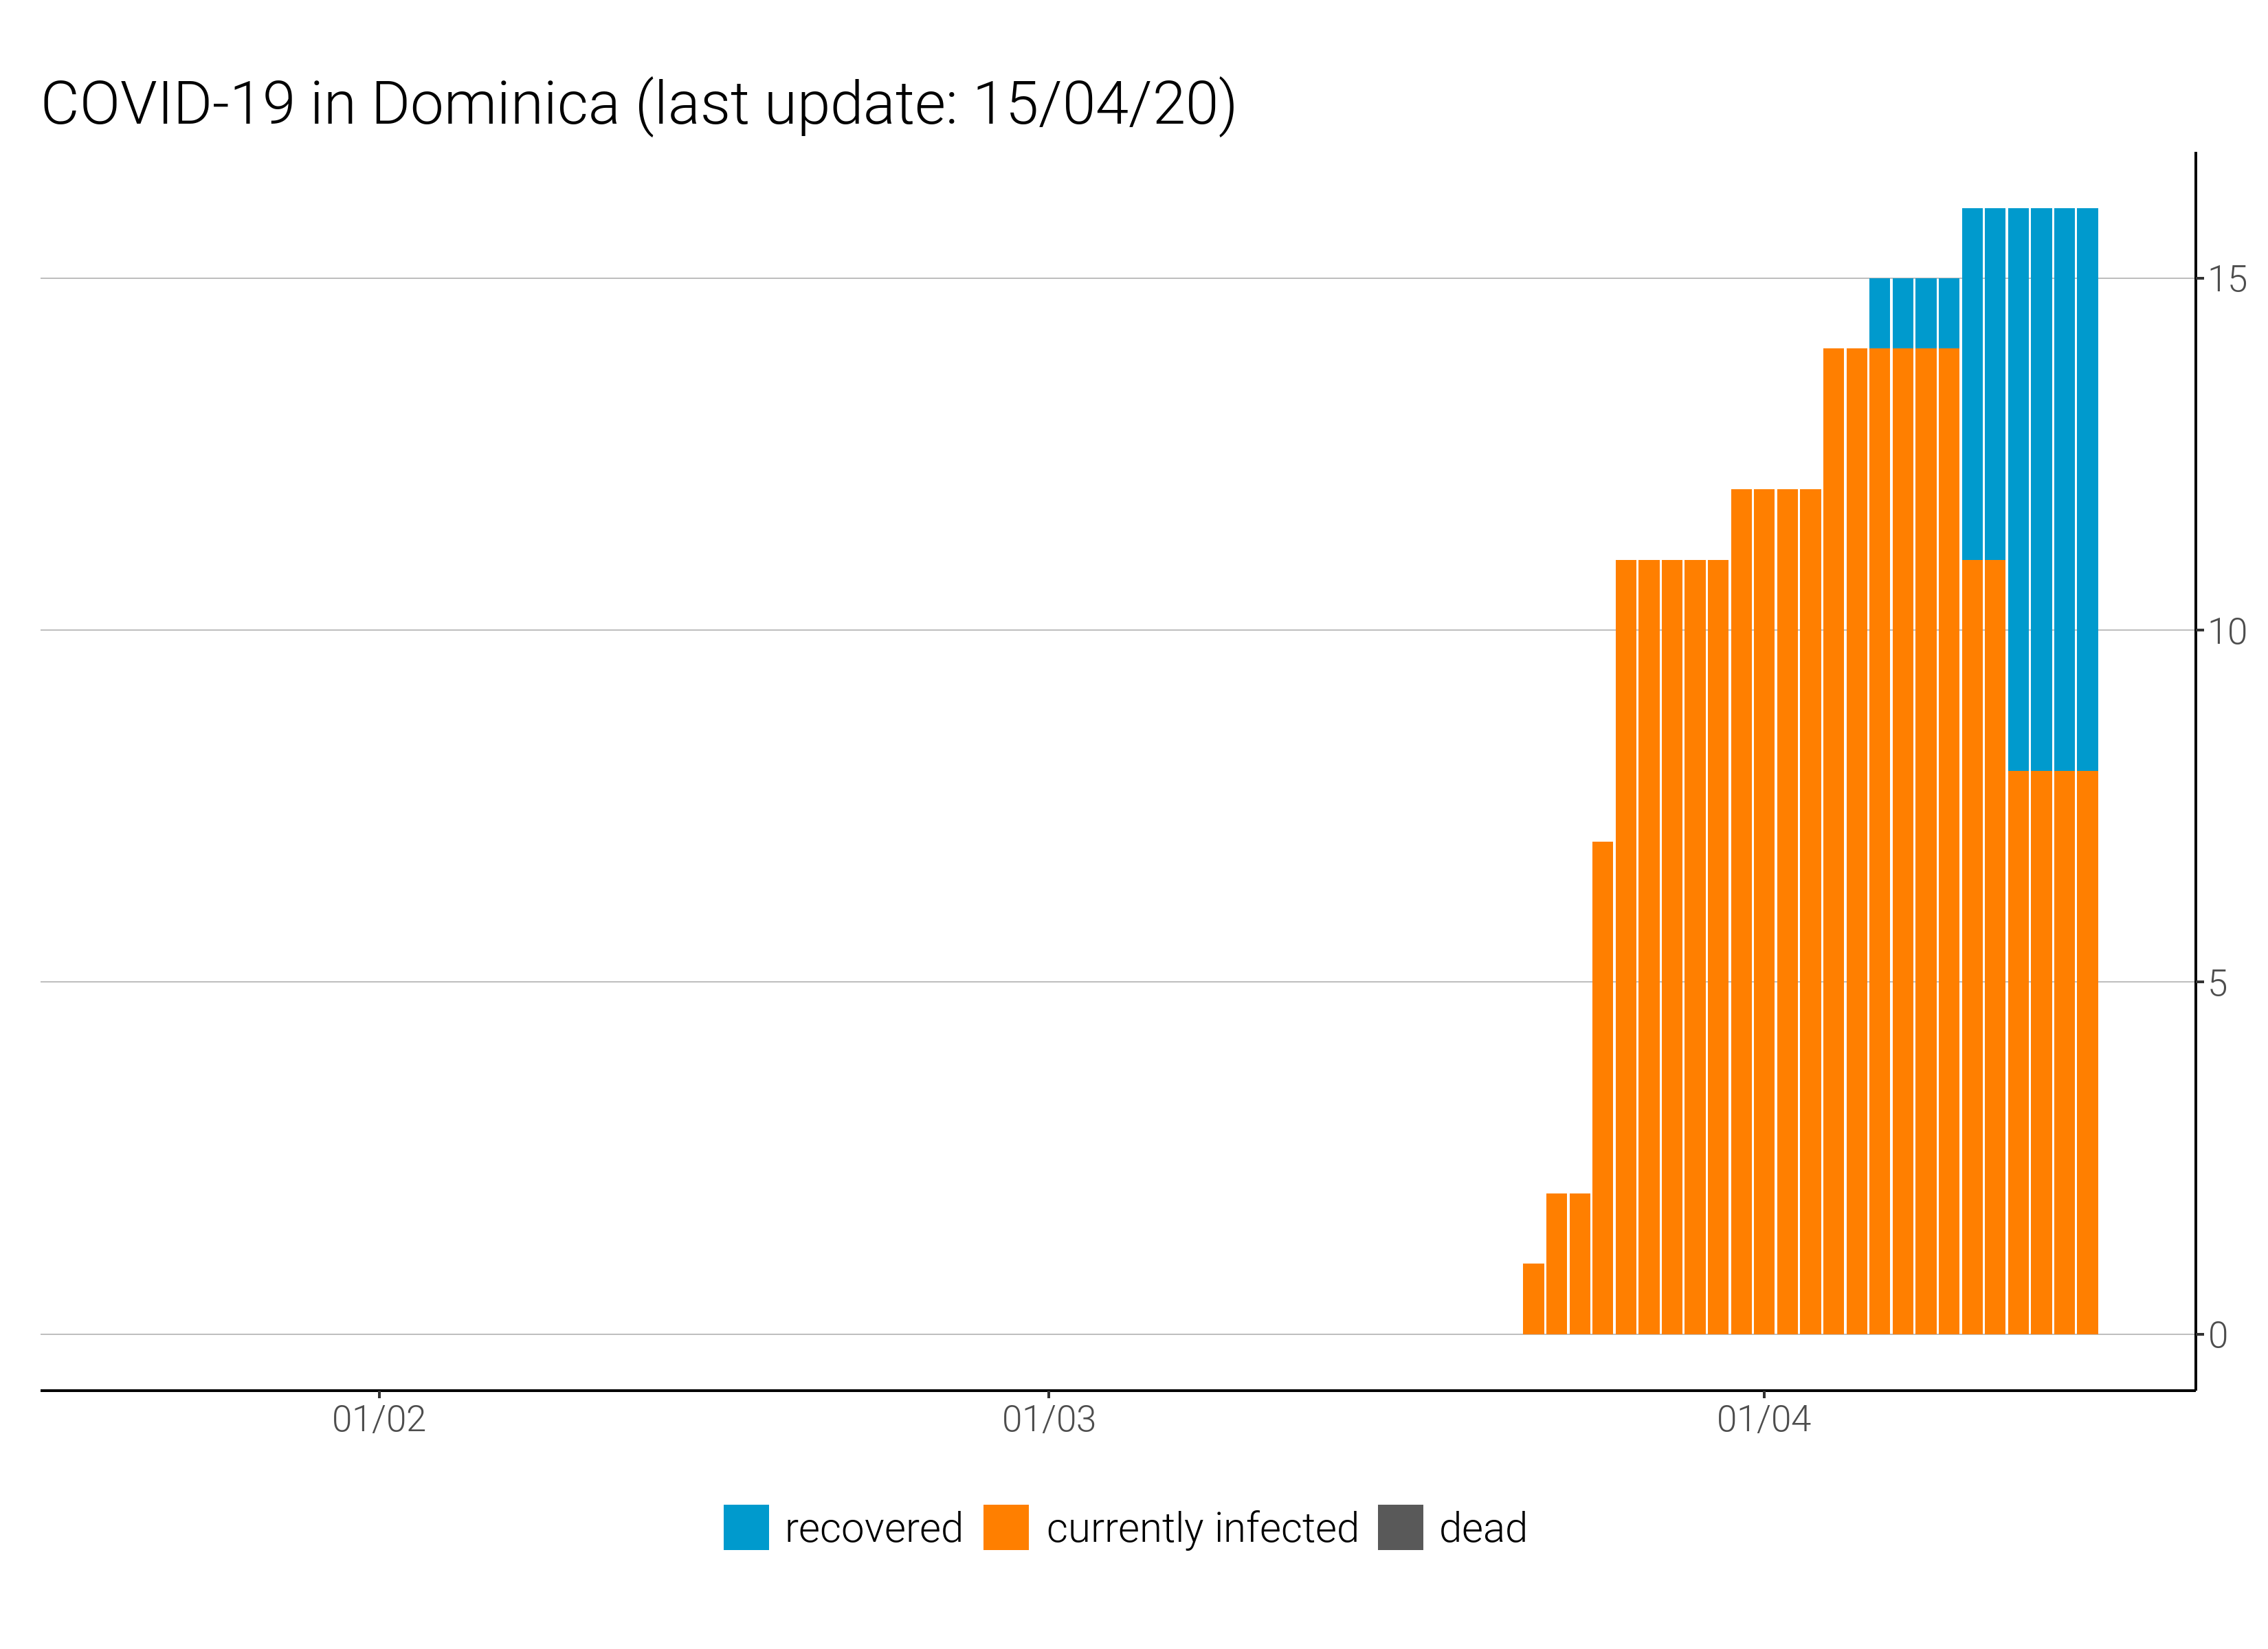 COVID-19 in Dominica (last update: 15/04/20)
15
10
5
0
01/02 01/03 01/04
recovered currently infected dead